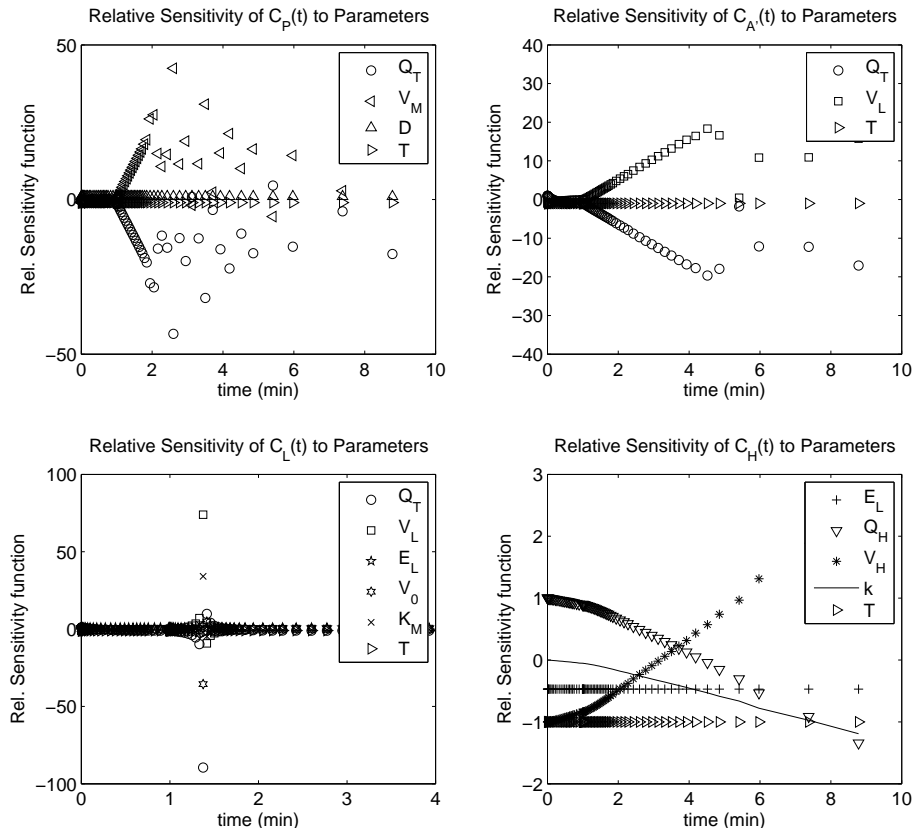 Relative Sensitivity of C_P(t) to Parameters
50
0
−50
0 2 4 6 8 10
Rel. Sensitivity function
time (min)
Q_T
V_M
D
T
Relative Sensitivity of C_A'(t) to Parameters
40
30
20
10
0
−10
−20
−30
−40
0 2 4 6 8 10
Rel. Sensitivity function
time (min)
Q_T
V_L
T
Relative Sensitivity of C_L(t) to Parameters
100
50
0
−50
−100
0 1 2 3 4
Rel. Sensitivity function
time (min)
Q_T
V_L
E_L
V_0
K_M
T
Relative Sensitivity of C_H(t) to Parameters
3
2
1
0
−1
−2
0 2 4 6 8 10
Rel. Sensitivity function
time (min)
E_L
Q_H
V_H
k
T